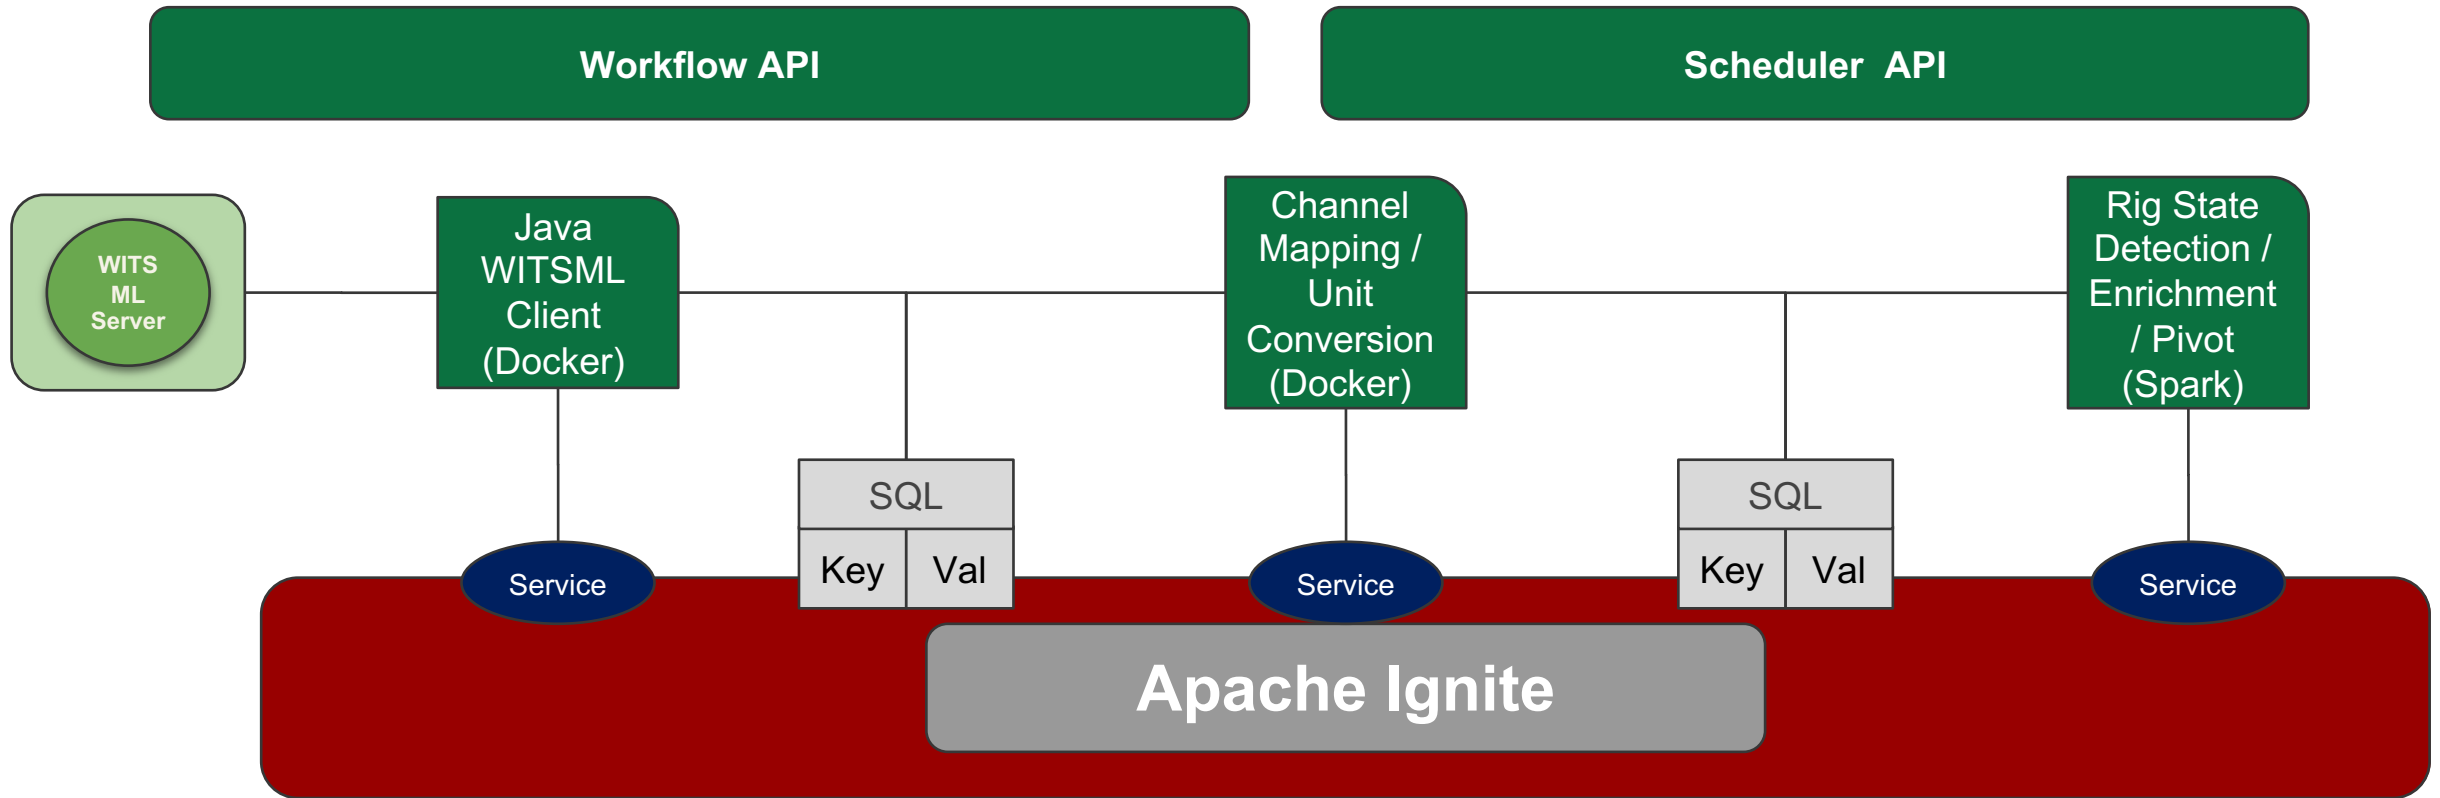 Workflow API
Scheduler  API
WITS
ML
Server
Java
WITSML
Client
(Docker)
Channel
Mapping /
Unit
Conversion
(Docker)
Rig State
Detection /
Enrichment
/ Pivot
(Spark)
SQL
Key Val
SQL
Key Val
Service
Service
Service
Apache Ignite